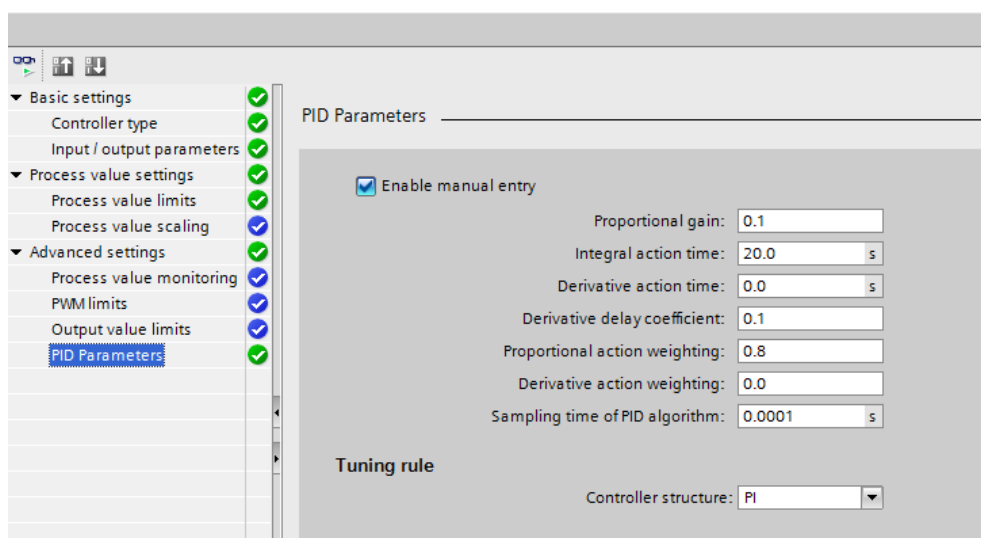 Basic settings
Controller type
Input / output parameters
Process value settings
Process value limits
Process value scaling
Advanced settings
Process value monitoring
PWM limits
Output value limits
PID Parameters
PID Parameters
Enable manual entry
Proportional gain: 0.1
Integral action time: 20.0 s
Derivative action time: 0.0 s
Derivative delay coefficient: 0.1
Proportional action weighting: 0.8
Derivative action weighting: 0.0
Sampling time of PID algorithm: 0.0001 s
Tuning rule
Controller structure: PI